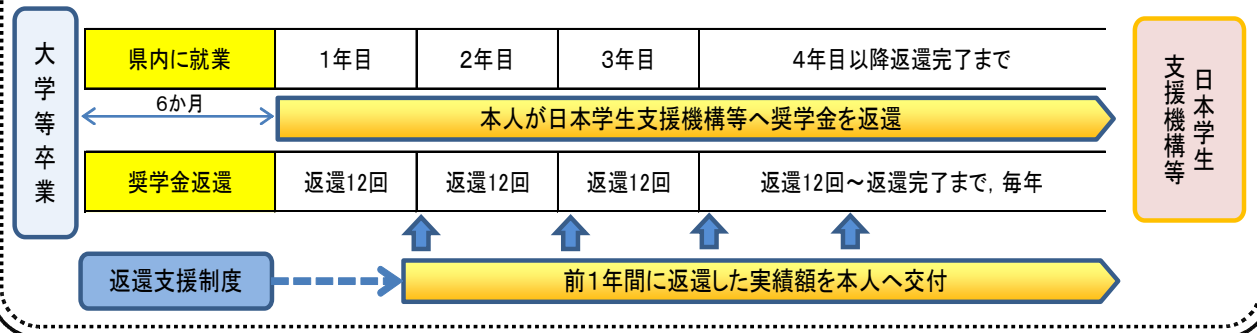 大学等卒業
県内に就業
1年目
2年目
3年目
4年目以降返還完了まで
6か月
本人が日本学生支援機構等へ奨学金を返還
奨学金返還
返還12回
返還12回
返還12回
返還12回～返還完了まで，毎年
返還支援制度
前1年間に返還した実績額を本人へ交付
日本学生
支援機構等